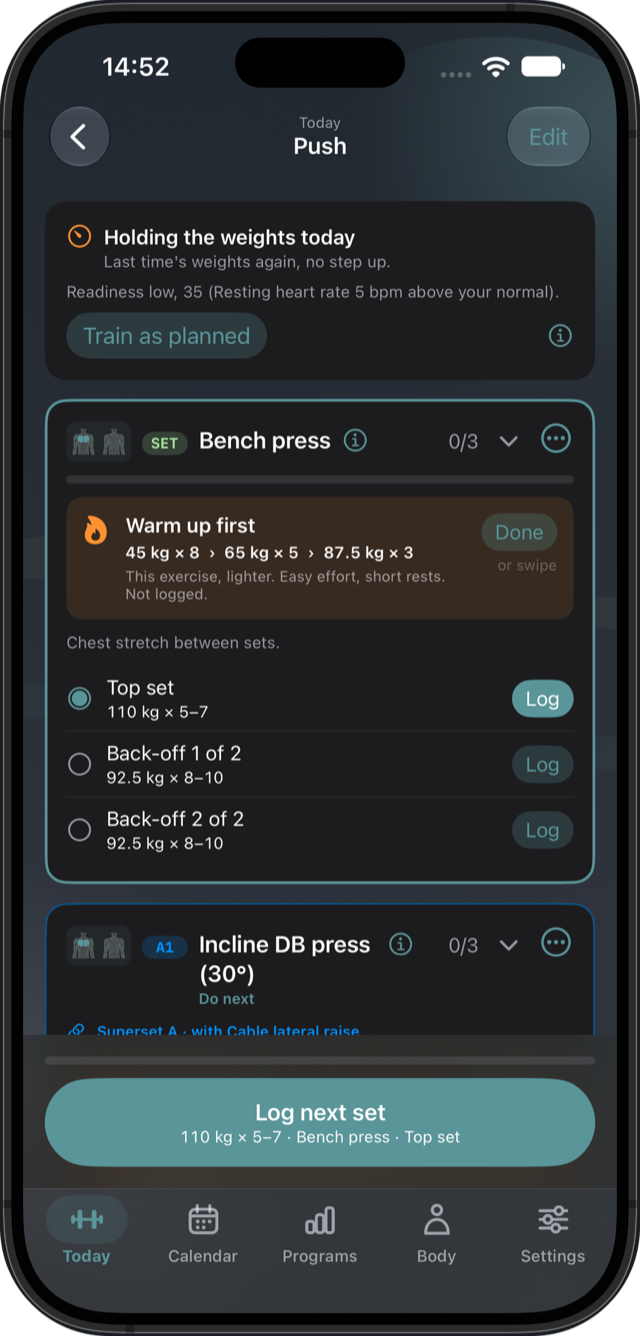 14:52
Today
Push
Edit
Holding the weights today
Last time's weights again, no step up.
Readiness low, 35 (Resting heart rate 5 bpm above your normal).
Train as planned
SET
Bench press
0/3
Warm up first
45 kg × 8 › 65 kg × 5 › 87.5 kg × 3
This exercise, lighter. Easy effort, short rests.
Not logged.
Done
or swipe
Chest stretch between sets.
Top set
110 kg × 5–7
Log
Back-off 1 of 2
92.5 kg × 8–10
Log
Back-off 2 of 2
92.5 kg × 8–10
Log
A1
Incline DB press
(30°)
0/3
Do next
Superset A · with Cable lateral raise
Log next set
110 kg × 5–7 · Bench press · Top set
Today
Calendar
Programs
Body
Settings